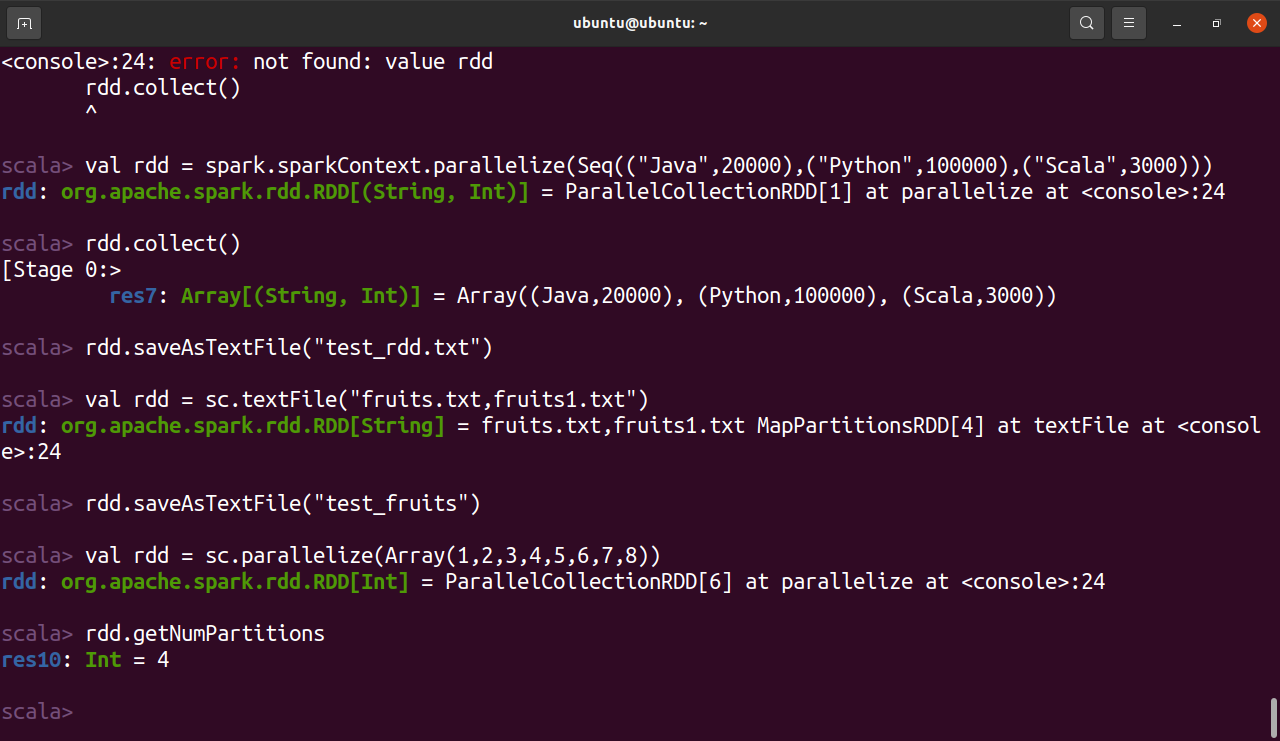 ubuntu@ubuntu: ~
<console>:24: error: not found: value rdd
       rdd.collect()
       ^
scala> val rdd = spark.sparkContext.parallelize(Seq(("Java",20000),("Python",100000),("Scala",3000)))
rdd: org.apache.spark.rdd.RDD[(String, Int)] = ParallelCollectionRDD[1] at parallelize at <console>:24
scala> rdd.collect()
[Stage 0:>
         res7: Array[(String, Int)] = Array((Java,20000), (Python,100000), (Scala,3000))
scala> rdd.saveAsTextFile("test_rdd.txt")
scala> val rdd = sc.textFile("fruits.txt,fruits1.txt")
rdd: org.apache.spark.rdd.RDD[String] = fruits.txt,fruits1.txt MapPartitionsRDD[4] at textFile at <consol
e>:24
scala> rdd.saveAsTextFile("test_fruits")
scala> val rdd = sc.parallelize(Array(1,2,3,4,5,6,7,8))
rdd: org.apache.spark.rdd.RDD[Int] = ParallelCollectionRDD[6] at parallelize at <console>:24
scala> rdd.getNumPartitions
res10: Int = 4
scala>